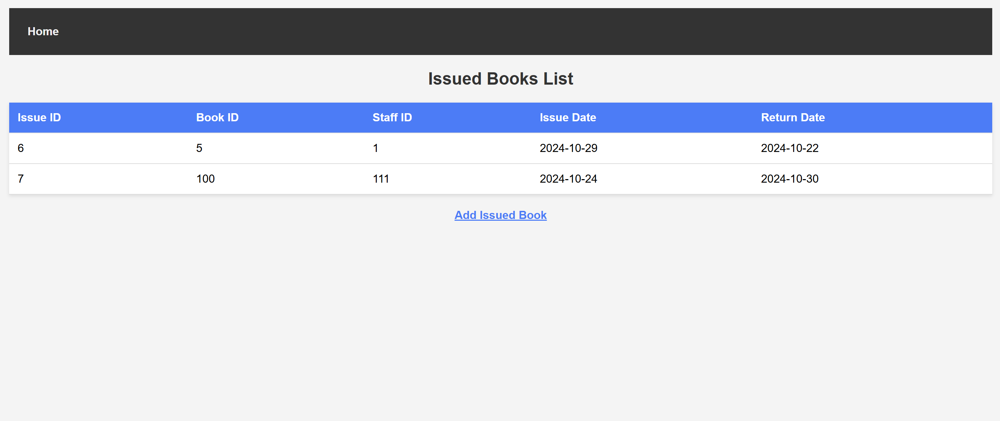 Home
Issued Books List
Issue ID Book ID Staff ID Issue Date Return Date
6 5 1 2024-10-29 2024-10-22
7 100 111 2024-10-24 2024-10-30
Add Issued Book